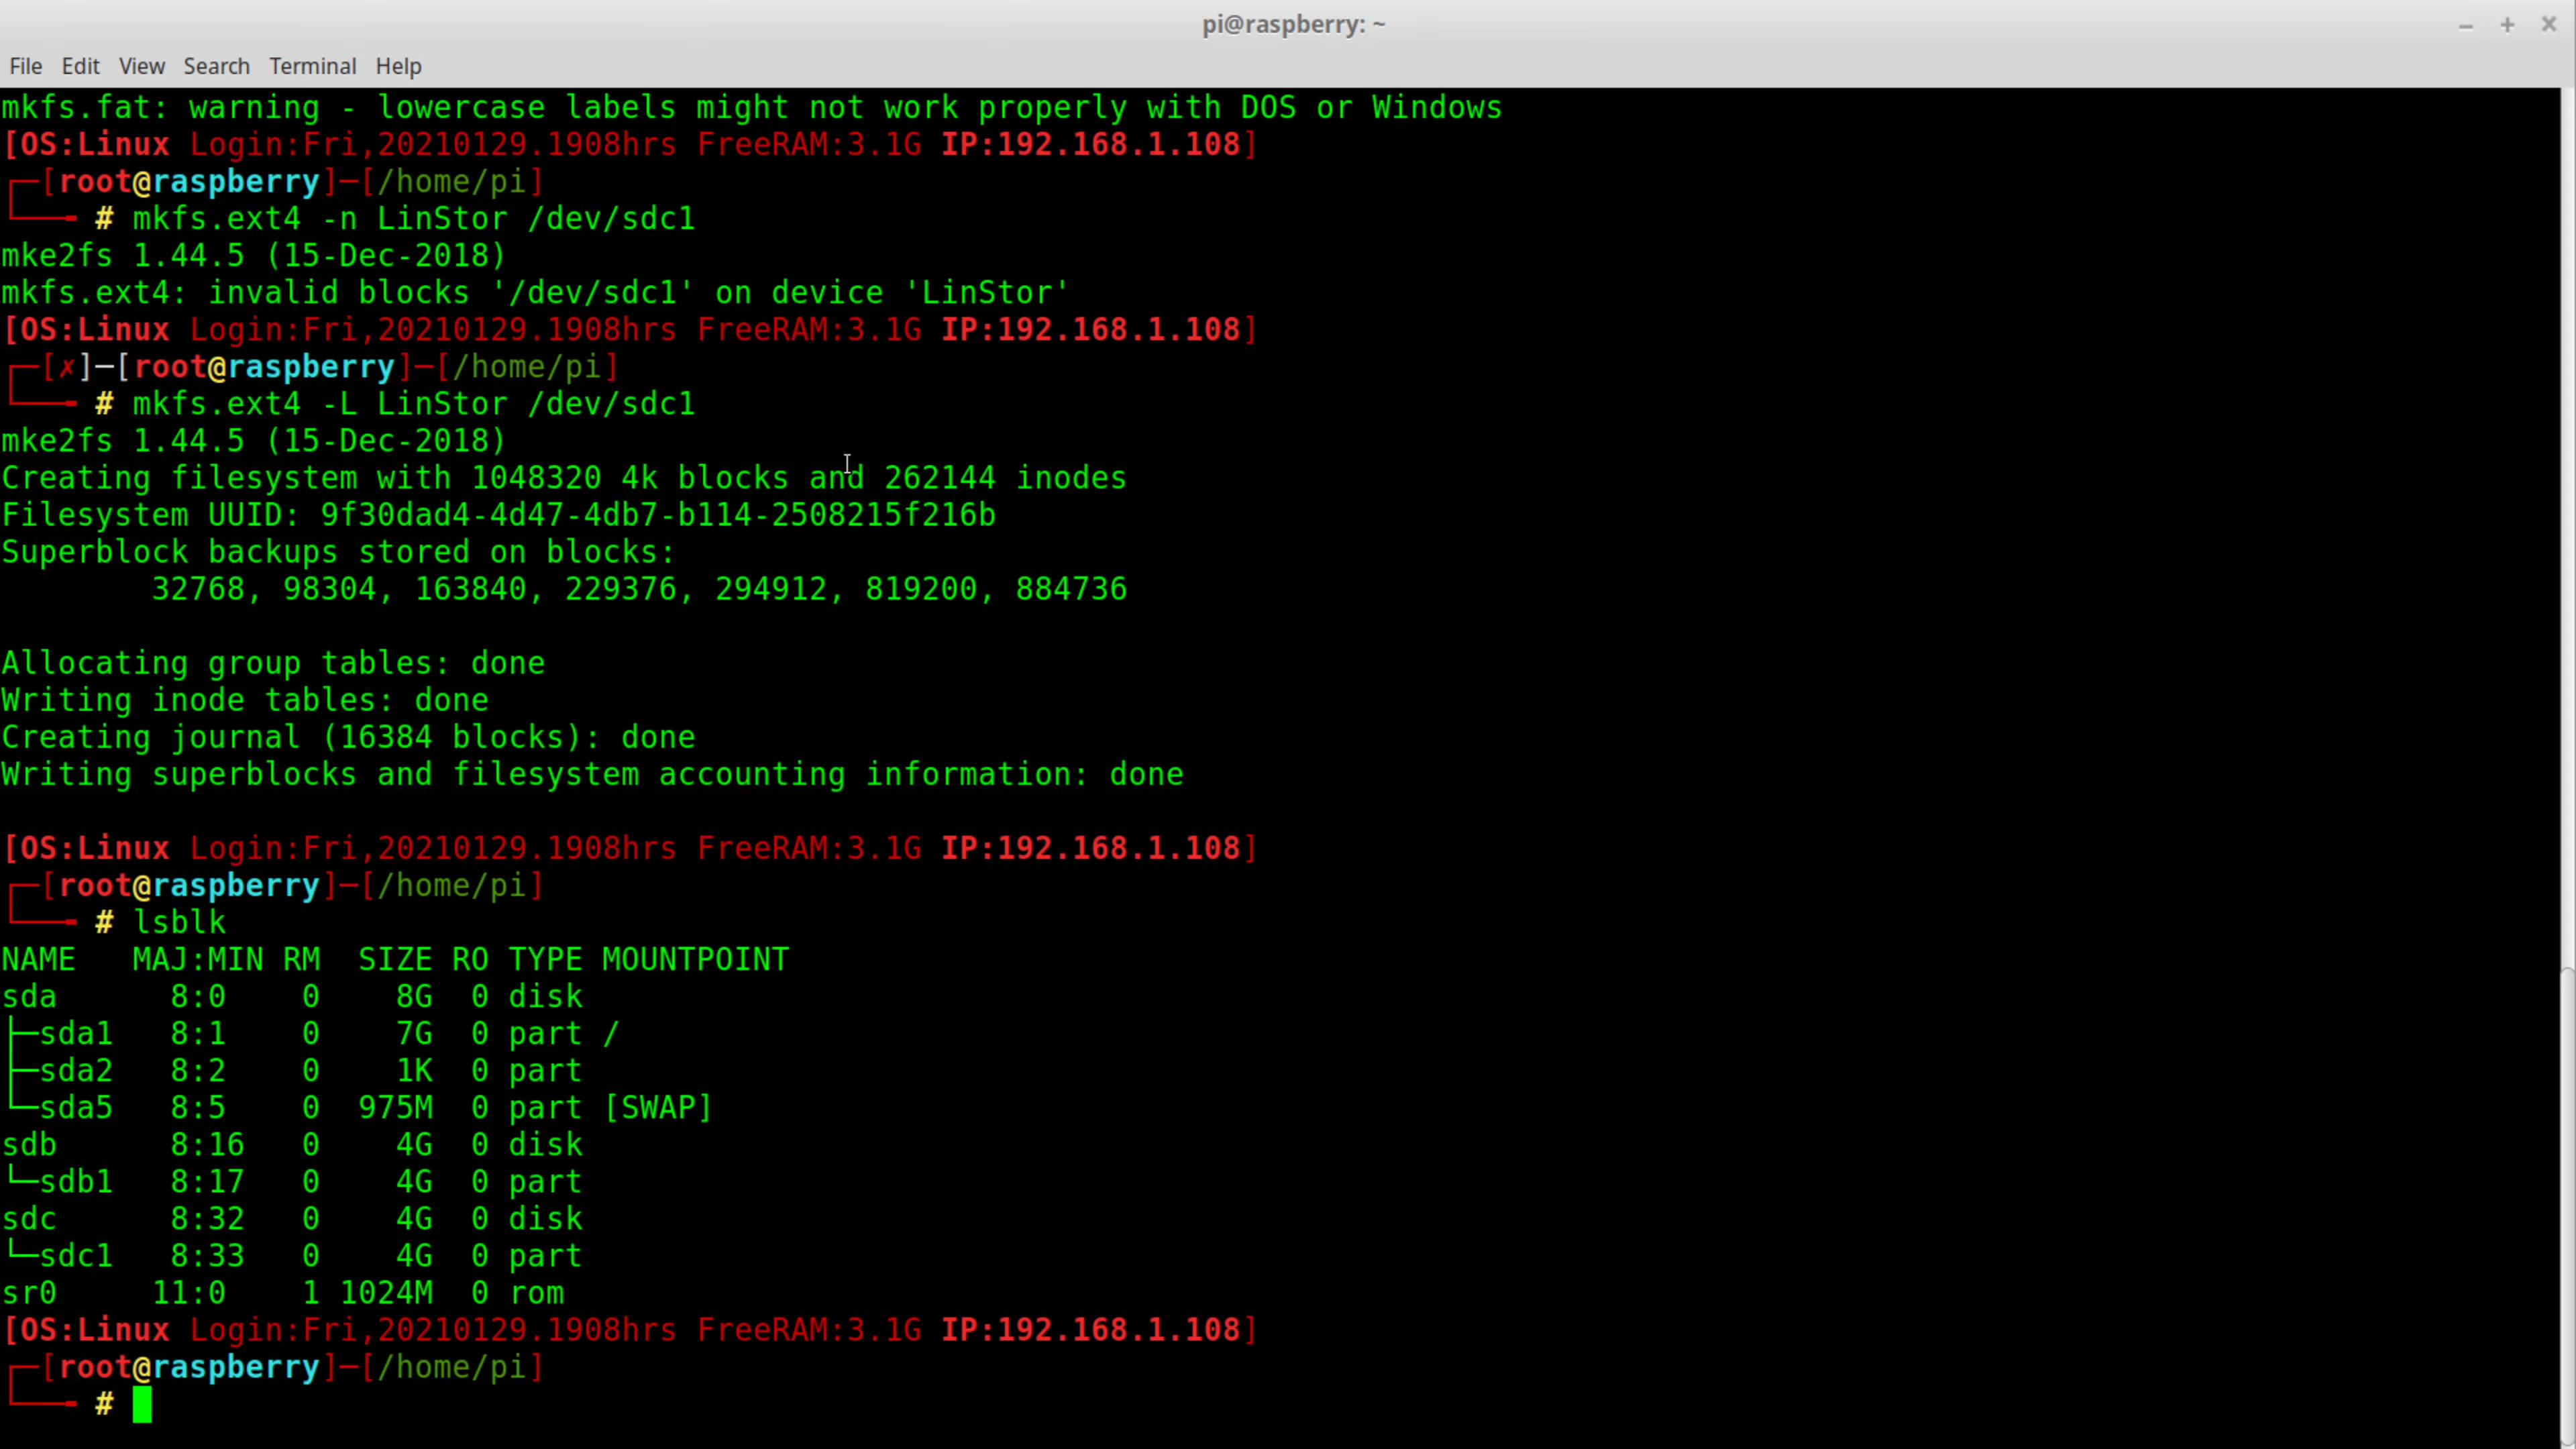 pi@raspberry: ~
File Edit View Search Terminal Help
mkfs.fat: warning - lowercase labels might not work properly with DOS or Windows
[OS:Linux Login:Fri,20210129.1908hrs FreeRAM:3.1G IP:192.168.1.108]
┌─[root@raspberry]─[/home/pi]
└──╼ # mkfs.ext4 -n LinStor /dev/sdc1
mke2fs 1.44.5 (15-Dec-2018)
mkfs.ext4: invalid blocks '/dev/sdc1' on device 'LinStor'
[OS:Linux Login:Fri,20210129.1908hrs FreeRAM:3.1G IP:192.168.1.108]
┌─[✗]─[root@raspberry]─[/home/pi]
└──╼ # mkfs.ext4 -L LinStor /dev/sdc1
mke2fs 1.44.5 (15-Dec-2018)
Creating filesystem with 1048320 4k blocks and 262144 inodes
Filesystem UUID: 9f30dad4-4d47-4db7-b114-2508215f216b
Superblock backups stored on blocks:
        32768, 98304, 163840, 229376, 294912, 819200, 884736
Allocating group tables: done
Writing inode tables: done
Creating journal (16384 blocks): done
Writing superblocks and filesystem accounting information: done
[OS:Linux Login:Fri,20210129.1908hrs FreeRAM:3.1G IP:192.168.1.108]
┌─[root@raspberry]─[/home/pi]
└──╼ # lsblk
NAME   MAJ:MIN RM  SIZE RO TYPE MOUNTPOINT
sda      8:0    0    8G  0 disk
├─sda1   8:1    0    7G  0 part /
├─sda2   8:2    0    1K  0 part
└─sda5   8:5    0  975M  0 part [SWAP]
sdb      8:16   0    4G  0 disk
└─sdb1   8:17   0    4G  0 part
sdc      8:32   0    4G  0 disk
└─sdc1   8:33   0    4G  0 part
sr0     11:0    1 1024M  0 rom
[OS:Linux Login:Fri,20210129.1908hrs FreeRAM:3.1G IP:192.168.1.108]
┌─[root@raspberry]─[/home/pi]
└──╼ #